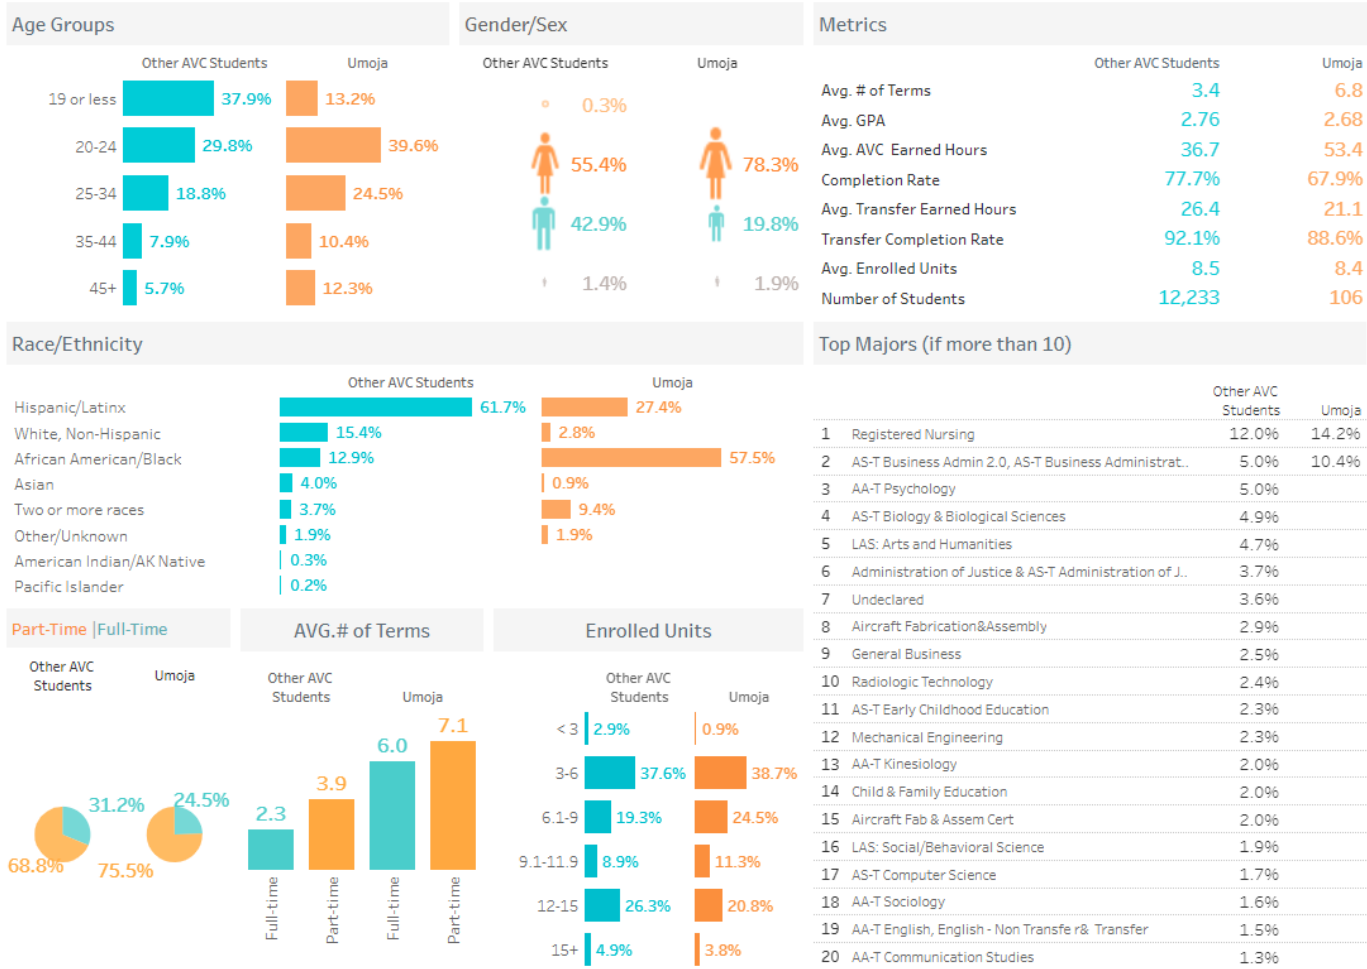 Age Groups
Other AVC Students Umoja
19 or less 37.9% 13.2%
20-24 29.8% 39.6%
25-34 18.8% 24.5%
35-44 7.9% 10.4%
45+ 5.7% 12.3%
Gender/Sex
Other AVC Students Umoja
0.3%
55.4% 78.3%
42.9% 19.8%
1.4% 1.9%
Metrics
Other AVC Students Umoja
Avg. # of Terms 3.4 6.8
Avg. GPA 2.76 2.68
Avg. AVC Earned Hours 36.7 53.4
Completion Rate 77.7% 67.9%
Avg. Transfer Earned Hours 26.4 21.1
Transfer Completion Rate 92.1% 88.6%
Avg. Enrolled Units 8.5 8.4
Number of Students 12,233 106
Race/Ethnicity
Other AVC Students Umoja
Hispanic/Latinx 61.7% 27.4%
White, Non-Hispanic 15.4% 2.8%
African American/Black 12.9% 57.5%
Asian 4.0% 0.9%
Two or more races 3.7% 9.4%
Other/Unknown 1.9% 1.9%
American Indian/AK Native 0.3%
Pacific Islander 0.2%
Part-Time |Full-Time
Other AVC
Students Umoja
31.2% 24.5%
68.8% 75.5%
AVG.# of Terms
Other AVC
Students Umoja
2.3 3.9 6.0 7.1
Full-time Part-time Full-time Part-time
Enrolled Units
Other AVC
Students Umoja
< 3 2.9% 0.9%
3-6 37.6% 38.7%
6.1-9 19.3% 24.5%
9.1-11.9 8.9% 11.3%
12-15 26.3% 20.8%
15+ 4.9% 3.8%
Top Majors (if more than 10)
Other AVC
Students Umoja
1 Registered Nursing 12.0% 14.2%
2 AS-T Business Admin 2.0, AS-T Business Administrat.. 5.0% 10.4%
3 AA-T Psychology 5.0%
4 AS-T Biology & Biological Sciences 4.9%
5 LAS: Arts and Humanities 4.7%
6 Administration of Justice & AS-T Administration of J.. 3.7%
7 Undeclared 3.6%
8 Aircraft Fabrication&Assembly 2.9%
9 General Business 2.5%
10 Radiologic Technology 2.4%
11 AS-T Early Childhood Education 2.3%
12 Mechanical Engineering 2.3%
13 AA-T Kinesiology 2.0%
14 Child & Family Education 2.0%
15 Aircraft Fab & Assem Cert 2.0%
16 LAS: Social/Behavioral Science 1.9%
17 AS-T Computer Science 1.7%
18 AA-T Sociology 1.6%
19 AA-T English, English - Non Transfe r& Transfer 1.5%
20 AA-T Communication Studies 1.3%